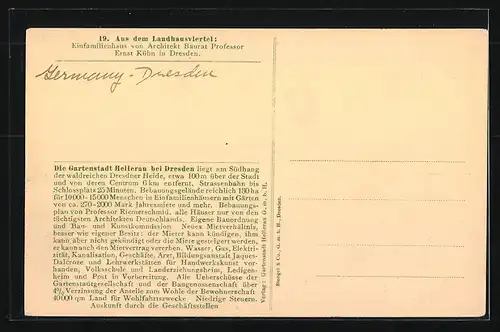 19. Aus dem Landhausviertel:
Einfamilienhaus von Architekt Baurat Professor
Ernst Kühn in Dresden.
Germany - Dresden
Die Gartenstadt Hellerau bei Dresden liegt am Südhang
der waldreichen Dresdner Heide, etwa 100 m über der Stadt
und von deren Centrum 6 km entfernt. Strassenbahn bis
Schlossplatz 25 Minuten. Bebauungsgelände reichlich 130 ha
für 10000-15000 Menschen in Einfamilienhäusern mit Gärten
von ca. 270-2000 Mark Jahresmiete und mehr. Bebauungs-
plan von Professor Riemerschmid, alle Häuser nur von den
tüchtigsten Architekten Deutschlands. Eigene Bauordnung
und Bau- und Kunstkommission Neues Mietverhältnis,
besser wie eigener Besitz: der Mieter kann kündigen, ihm
kann aber nicht gekündigt oder die Miete gesteigert werden,
er kann auch den Mietvertrag vererben. Wasser, Gas, Elektri-
zität, Kanalisation, Geschäfte, Arzt, Bildungsanstalt Jaques-
Dalcroze und Lehrwerkstätten für Handwerkskunst vor-
handen, Volksschule und Landerziehungsheim, Ledigen-
heim und Post in Vorbereitung. Alle Ueberschüsse der
Gartenstadtgesellschaft und der Baugenossenschaft über
4% Verzinsung der Anteile zum Wohle der Bewohnerschaft
40000 qm Land für Wohlfahrtszwecke. Niedrige Steuern.
Auskunft durch die Geschäftsstellen
Verlag: Gartenstadt Hellerau G. m. b. H.
& Co., G. m. b. H., Dresden.